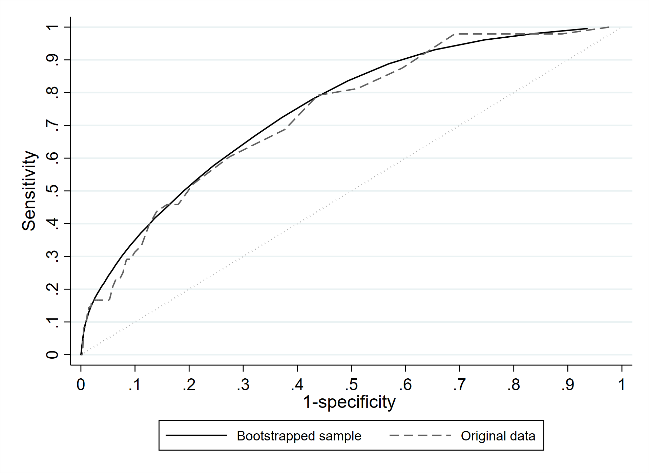 Sensitivity
1
.9
.8
.7
.6
.5
.4
.3
.2
.1
0
0 .1 .2 .3 .4 .5 .6 .7 .8 .9 1
1-specificity
Bootstrapped sample Original data